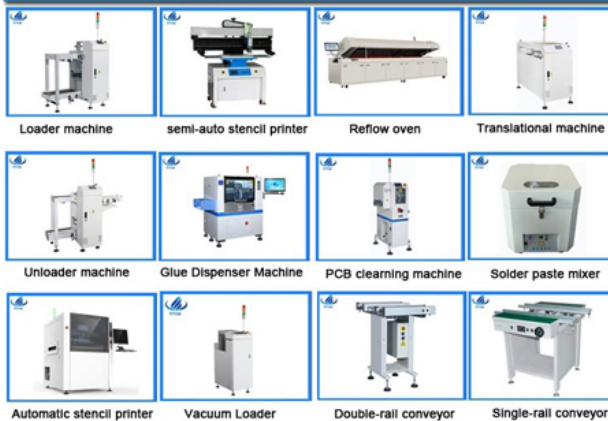 Loader machine
semi-auto stencil printer
Reflow oven
Translational machine
Unloader machine
Glue Dispenser Machine
PCB clearning machine
Solder paste mixer
Automatic stencil printer
Vacuum Loader
Double-rail conveyor
Single-rail conveyor